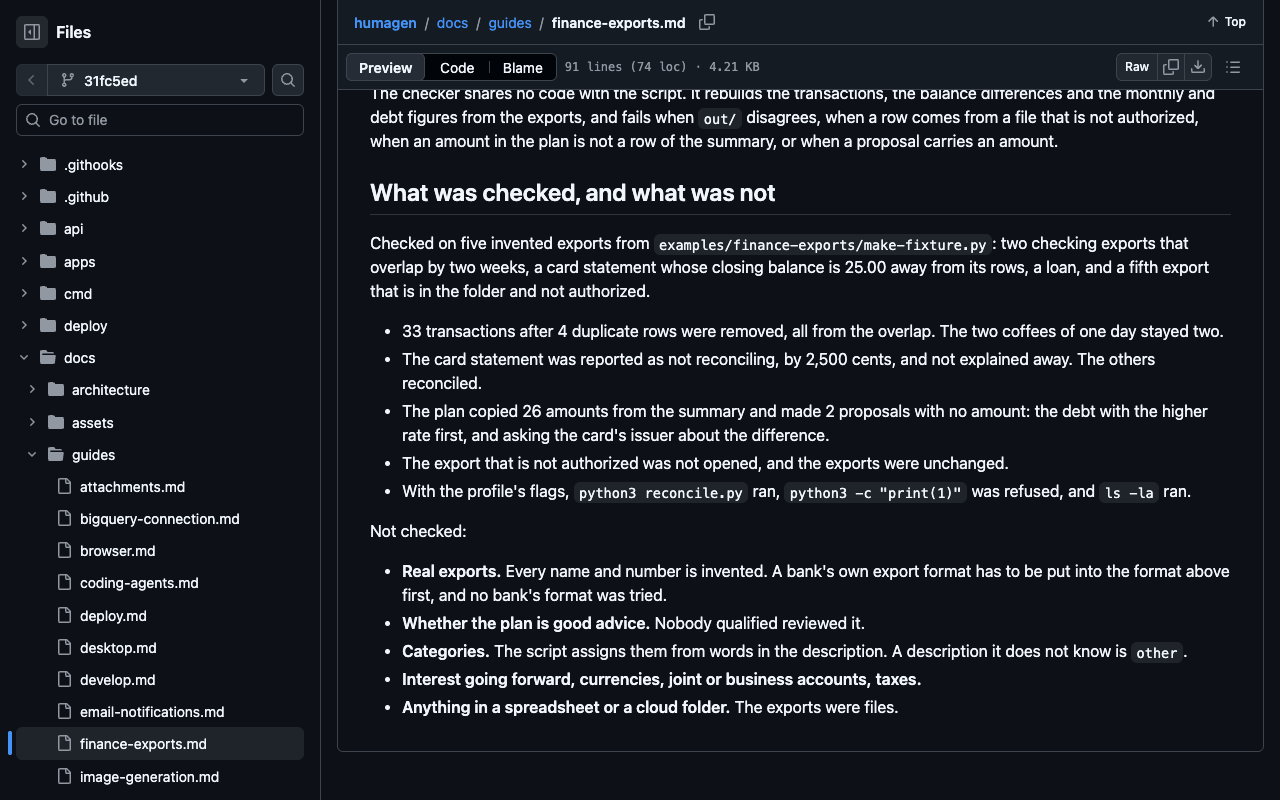 Files
humagen / docs / guides / finance-exports.md
Top
31fc5ed
Preview Code Blame 91 lines (74 loc) · 4.21 KB
Raw
Go to file
.githooks
.github
api
apps
cmd
deploy
docs
architecture
assets
guides
attachments.md
bigquery-connection.md
browser.md
coding-agents.md
deploy.md
desktop.md
develop.md
email-notifications.md
finance-exports.md
image-generation.md
The checker shares no code with the script. It rebuilds the transactions, the balance differences and the monthly and
debt figures from the exports, and fails when out/ disagrees, when a row comes from a file that is not authorized,
when an amount in the plan is not a row of the summary, or when a proposal carries an amount.
What was checked, and what was not
Checked on five invented exports from examples/finance-exports/make-fixture.py: two checking exports that
overlap by two weeks, a card statement whose closing balance is 25.00 away from its rows, a loan, and a fifth export
that is in the folder and not authorized.
• 33 transactions after 4 duplicate rows were removed, all from the overlap. The two coffees of one day stayed two.
• The card statement was reported as not reconciling, by 2,500 cents, and not explained away. The others
reconciled.
• The plan copied 26 amounts from the summary and made 2 proposals with no amount: the debt with the higher
rate first, and asking the card's issuer about the difference.
• The export that is not authorized was not opened, and the exports were unchanged.
• With the profile's flags, python3 reconcile.py ran, python3 -c "print(1)" was refused, and ls -la ran.
Not checked:
• Real exports. Every name and number is invented. A bank's own export format has to be put into the format above
first, and no bank's format was tried.
• Whether the plan is good advice. Nobody qualified reviewed it.
• Categories. The script assigns them from words in the description. A description it does not know is other.
• Interest going forward, currencies, joint or business accounts, taxes.
• Anything in a spreadsheet or a cloud folder. The exports were files.